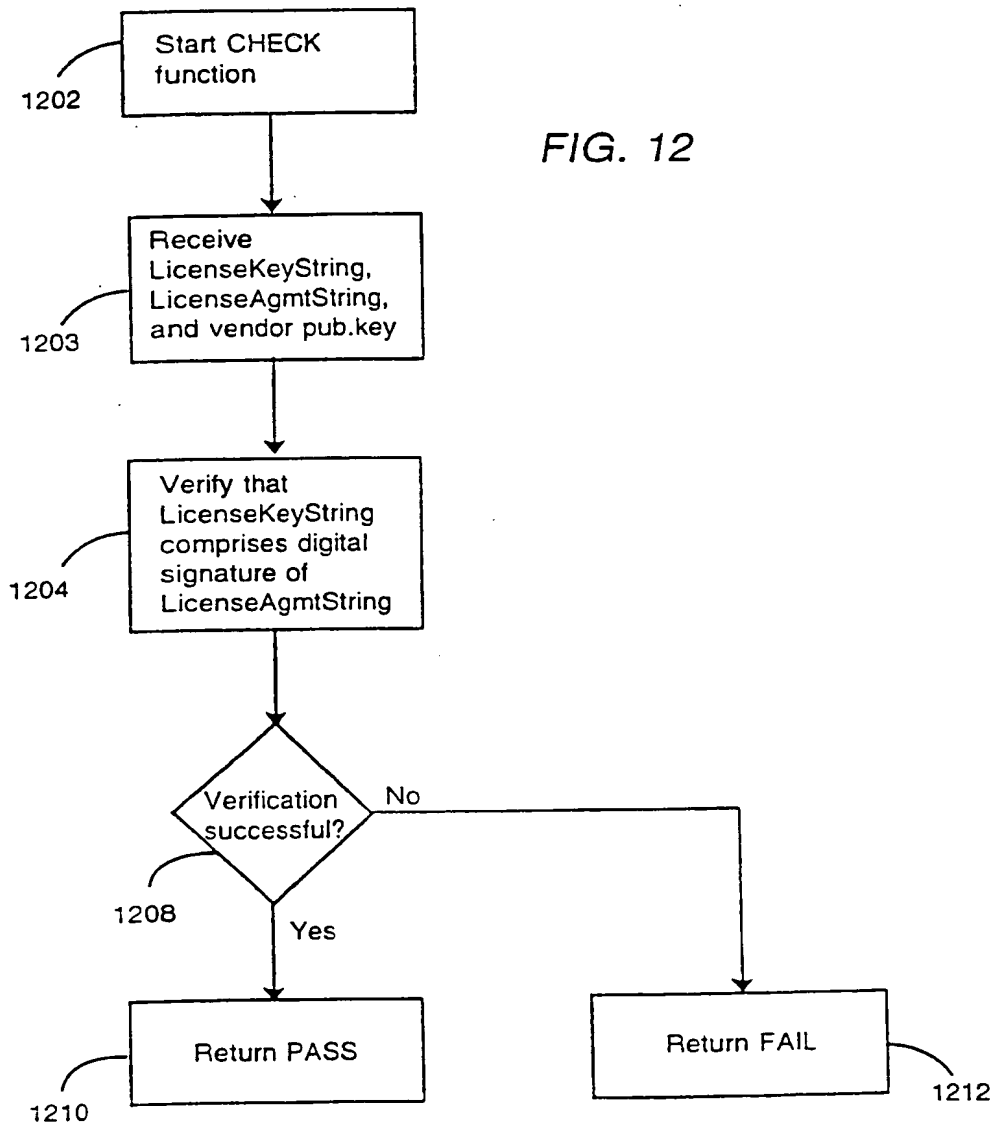 Start CHECK
function
1202
FIG. 12
Receive
LicenseKeyString,
LicenseAgmtString,
and vendor pub.key
1203
Verify that
LicenseKeyString
comprises digital
signature of
LicenseAgmtString
1204
Verification
successful?
No
1208
Yes
Return PASS
1210
Return FAIL
1212